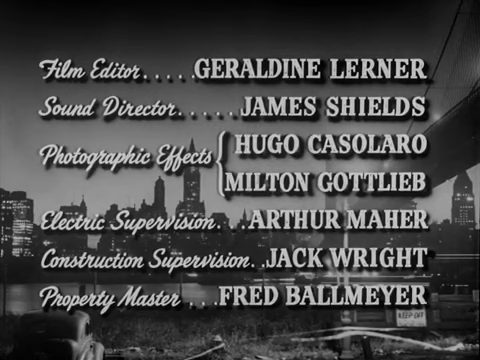 Film Editor.....GERALDINE LERNER
Sound Director......JAMES SHIELDS
Photographic Effects { HUGO CASOLARO
MILTON GOTTLIEB
Electric Supervision...ARTHUR MAHER
Construction Supervision..JACK WRIGHT
Property Master ...FRED BALLMEYER
KEEP OFF